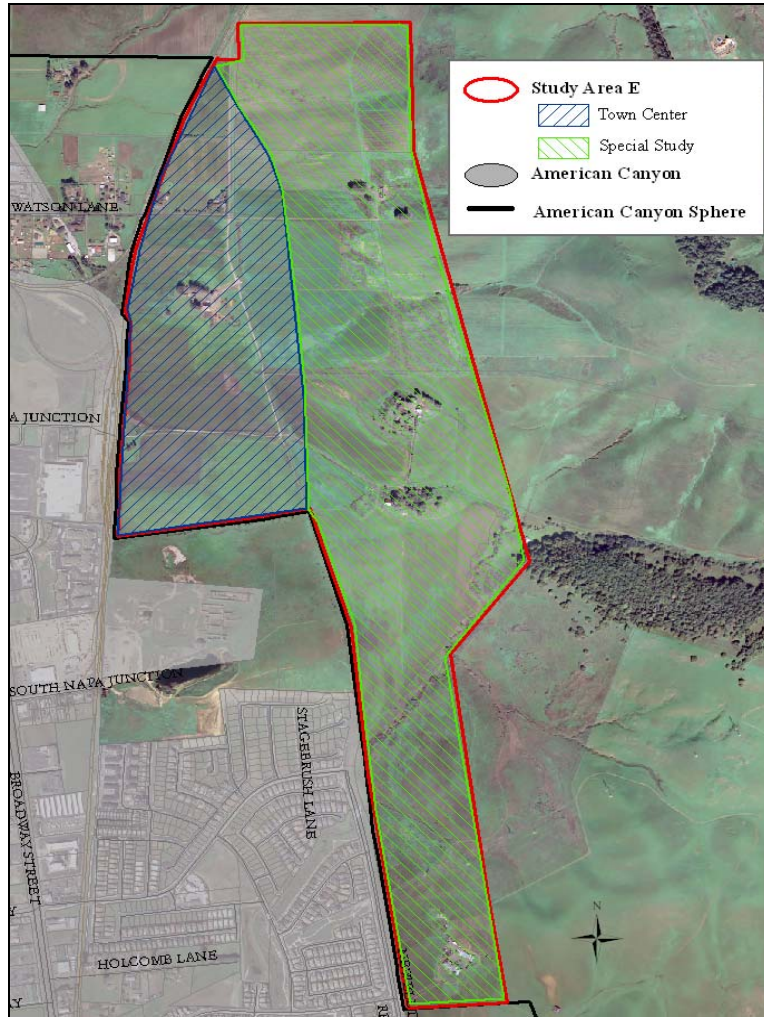 Study Area E
Town Center
Special Study
American Canyon
American Canyon Sphere
WATSON LANE
A JUNCTION
SOUTH NAPA JUNCTION
STAGEBRUSH LANE
BROADWAY STREET
HOLCOMB LANE
N